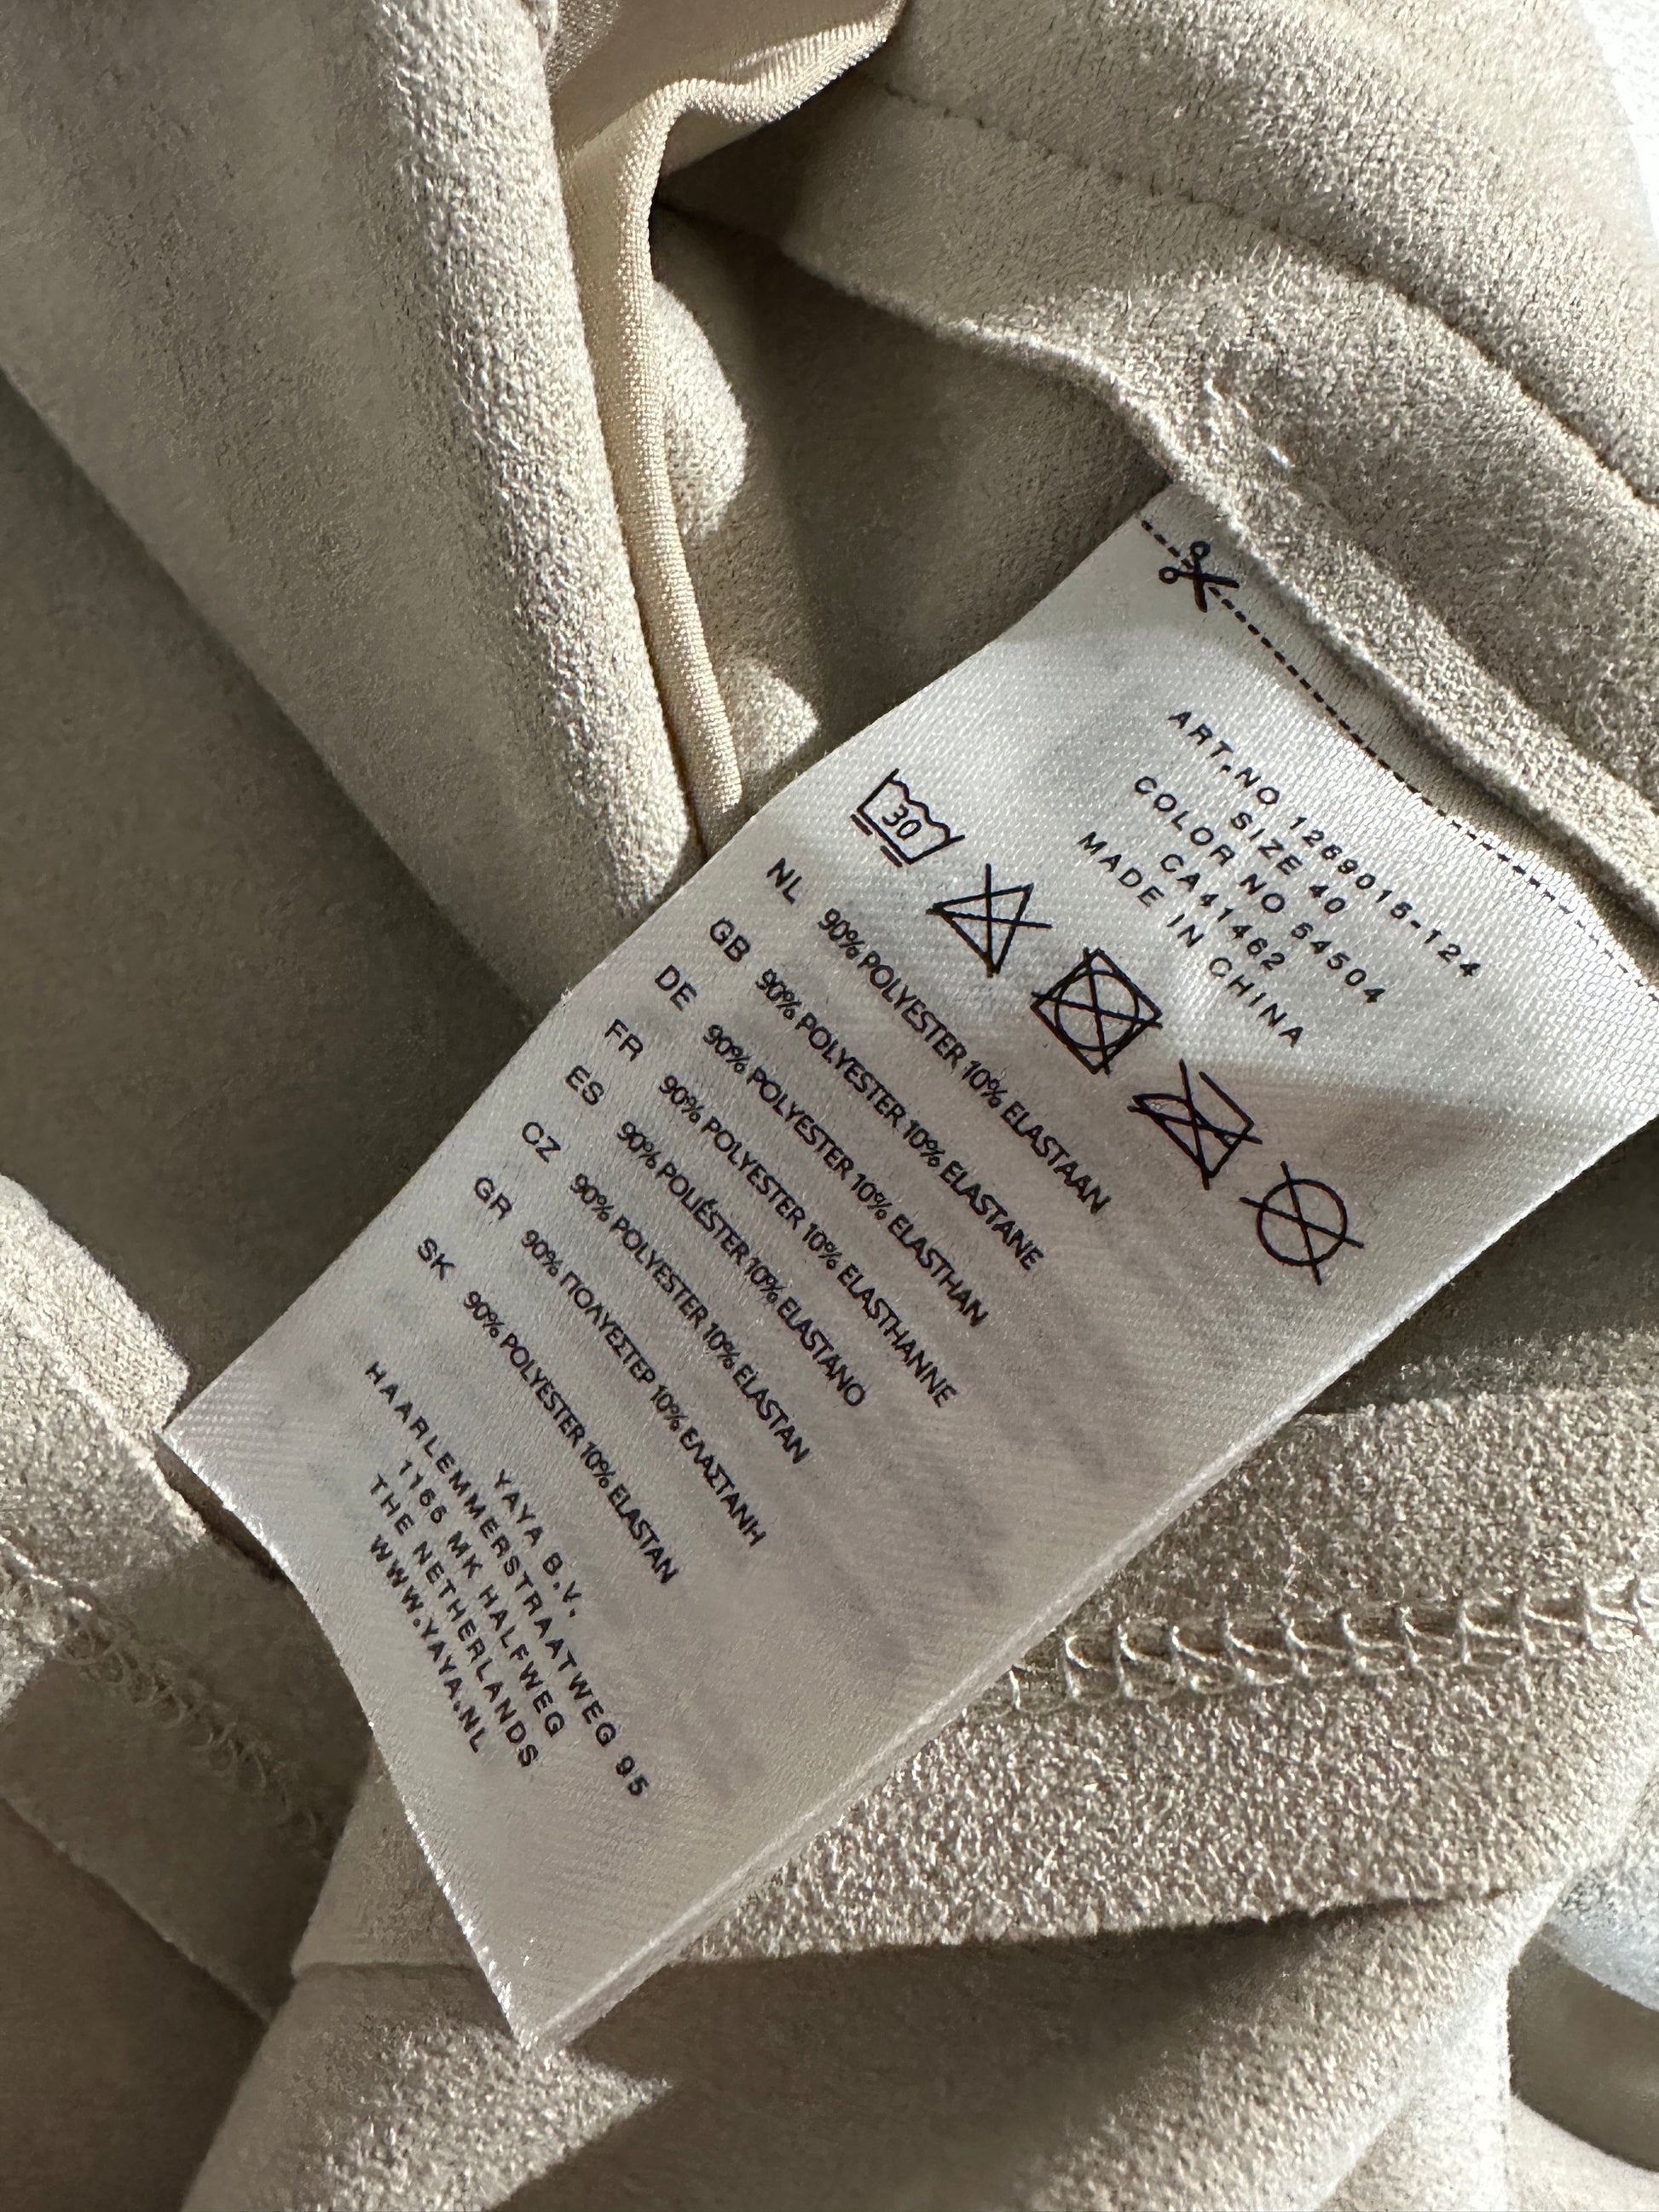 ART.NO 1269015-124
SIZE 40
COLOR NO 54504
CA41462
MADE IN CHINA
30
NL 90% POLYESTER 10% ELASTAAN
GB 90% POLYESTER 10% ELASTANE
DE 90% POLYESTER 10% ELASTHAN
FR 90% POLYESTER 10% ELASTHANNE
ES 90% POLIÉSTER 10% ELASTANO
CZ 90% POLYESTER 10% ELASTAN
GR 90% ΠΟΛΥΕΣΤΕΡ 10% ΕΛΑΣΤΑΝΗ
SK 90% POLYESTER 10% ELASTAN
YAYA B.V.
HAARLEMMERSTRAATWEG 95
1166 MK HALFWEG
THE NETHERLANDS
WWW.YAYA.NL